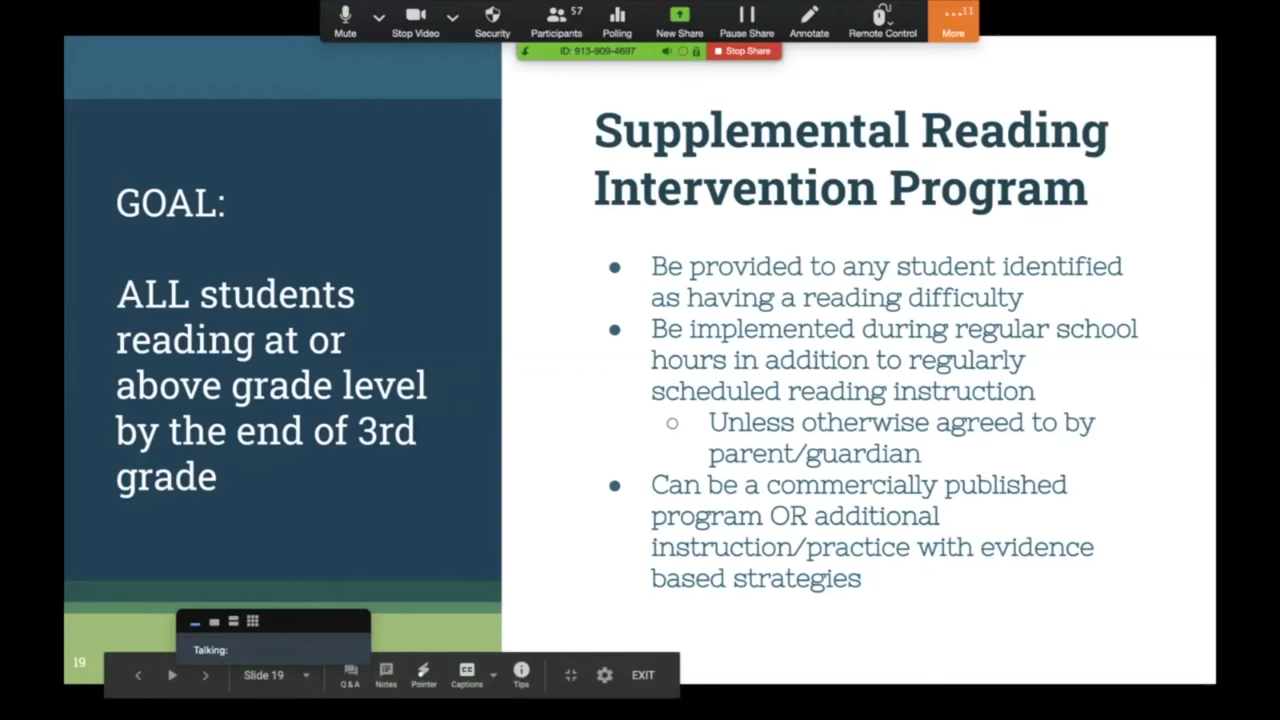 57
11
Mute
Stop Video
Security
Participants
Polling
New Share
Pause Share
Annotate
Remote Control
More
ID: 913-909-4697
Stop Share
GOAL:
ALL students
reading at or
above grade level
by the end of 3rd
grade
Supplemental Reading
Intervention Program
Be provided to any student identified
as having a reading difficulty
Be implemented during regular school
hours in addition to regularly
scheduled reading instruction
Unless otherwise agreed to by
parent/guardian
Can be a commercially published
program OR additional
instruction/practice with evidence
based strategies
Talking:
19
Slide 19
Q&A
Notes
Pointer
CC
Captions
Tips
EXIT